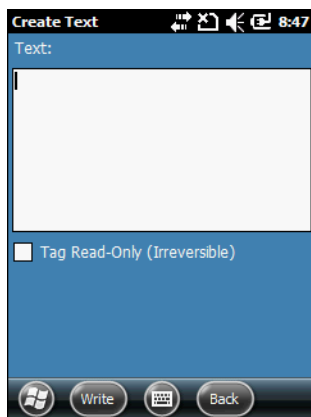 Create Text 8:47
Text:
Tag Read-Only (Irreversible)
Write Back